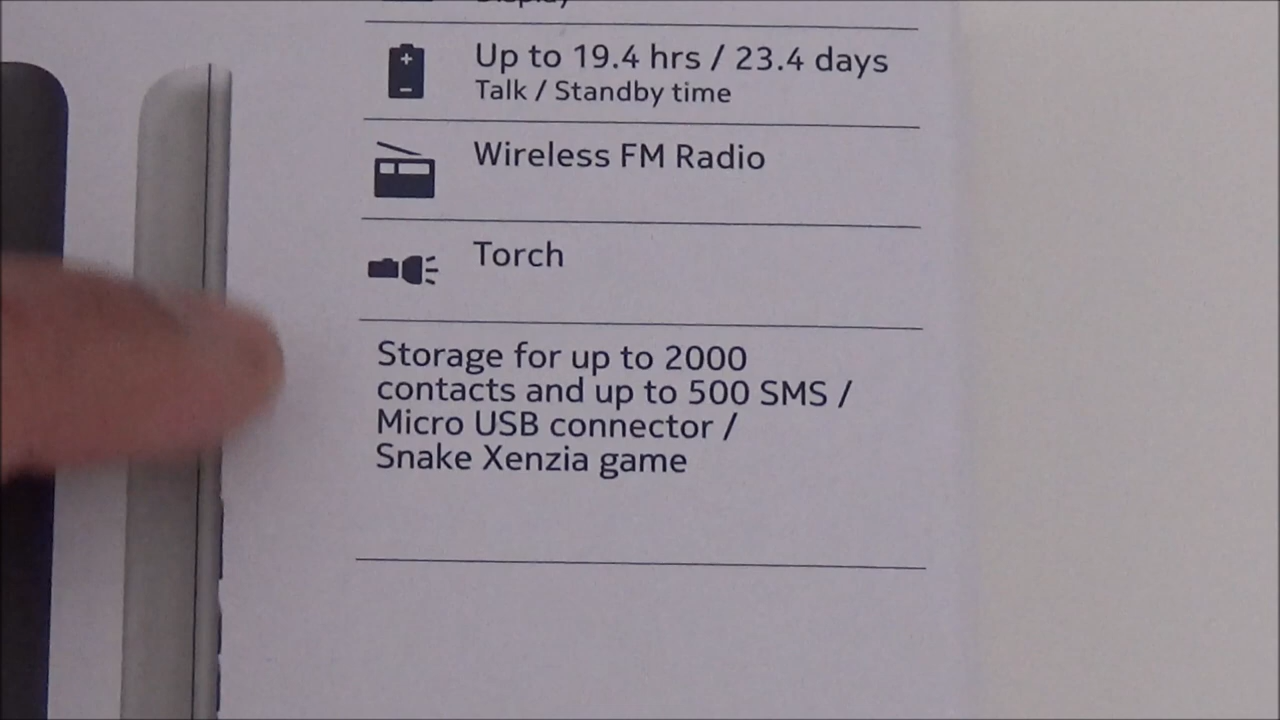 Display
Up to 19.4 hrs / 23.4 days
Talk / Standby time
Wireless FM Radio
Torch
Storage for up to 2000
contacts and up to 500 SMS /
Micro USB connector /
Snake Xenzia game